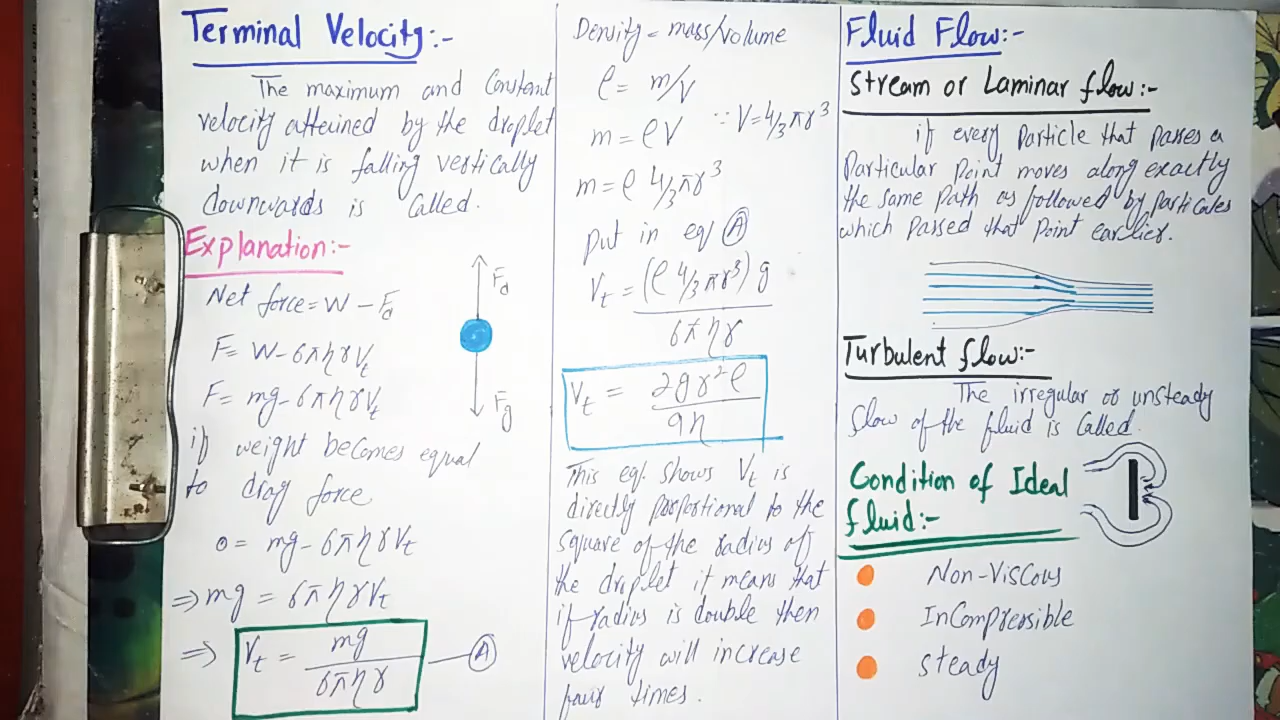 Terminal Velocity:-
The maximum and Constant
velocity atteined by the droplet
when it is falling vertically
downwards is Called.
Explanation:-
Net force = W - Fd
F = W - 6πηrVt
F = mg - 6πηrVt
if weight becomes equal
to drag force
0 = mg - 6πηrVt
⇒ mg = 6πηrVt
⇒ Vt = mg / 6πηr — Ⓐ
Fd
Fg
Density = mass/volume
ρ = m/V
m = ρV ∵ V = 4/3πr³
m = ρ 4/3πr³
put in eq Ⓐ
Vt = (ρ 4/3πr³) g / 6πηr
Vt = 2gr²ρ / 9η
This eq. shows Vt is
directly porportional to the
square of the radius of
the droplet it means that
if radius is double then
velocity will increase
four times.
Fluid Flow:-
Stream or Laminar flow:-
if every Particle that passes a
Particular Point moves along exactly
the same Path as followed by particles
which passed that Point earlier.
Turbulent flow:-
The irregular or unsteady
flow of the fluid is Called
Condition of Ideal
fluid:-
Non-Viscous
InCompressible
steady